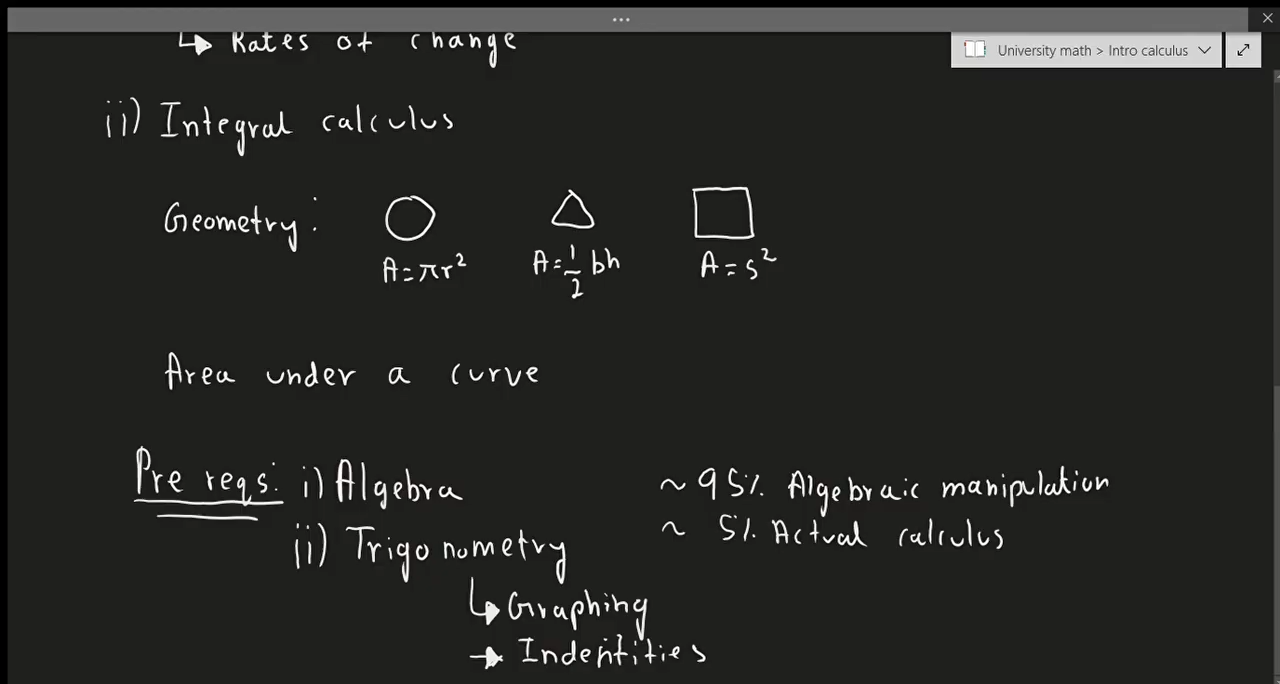 ...
↳ Rates of change
University math > Intro calculus
ii) Integral calculus
Geometry:
A=πr² A=½bh A=s²
Area under a curve
Pre reqs: i) Algebra ~95% Algebraic manipulation
ii) Trigonometry ~ 5% Actual calculus
↳ Graphing
→ Indentities